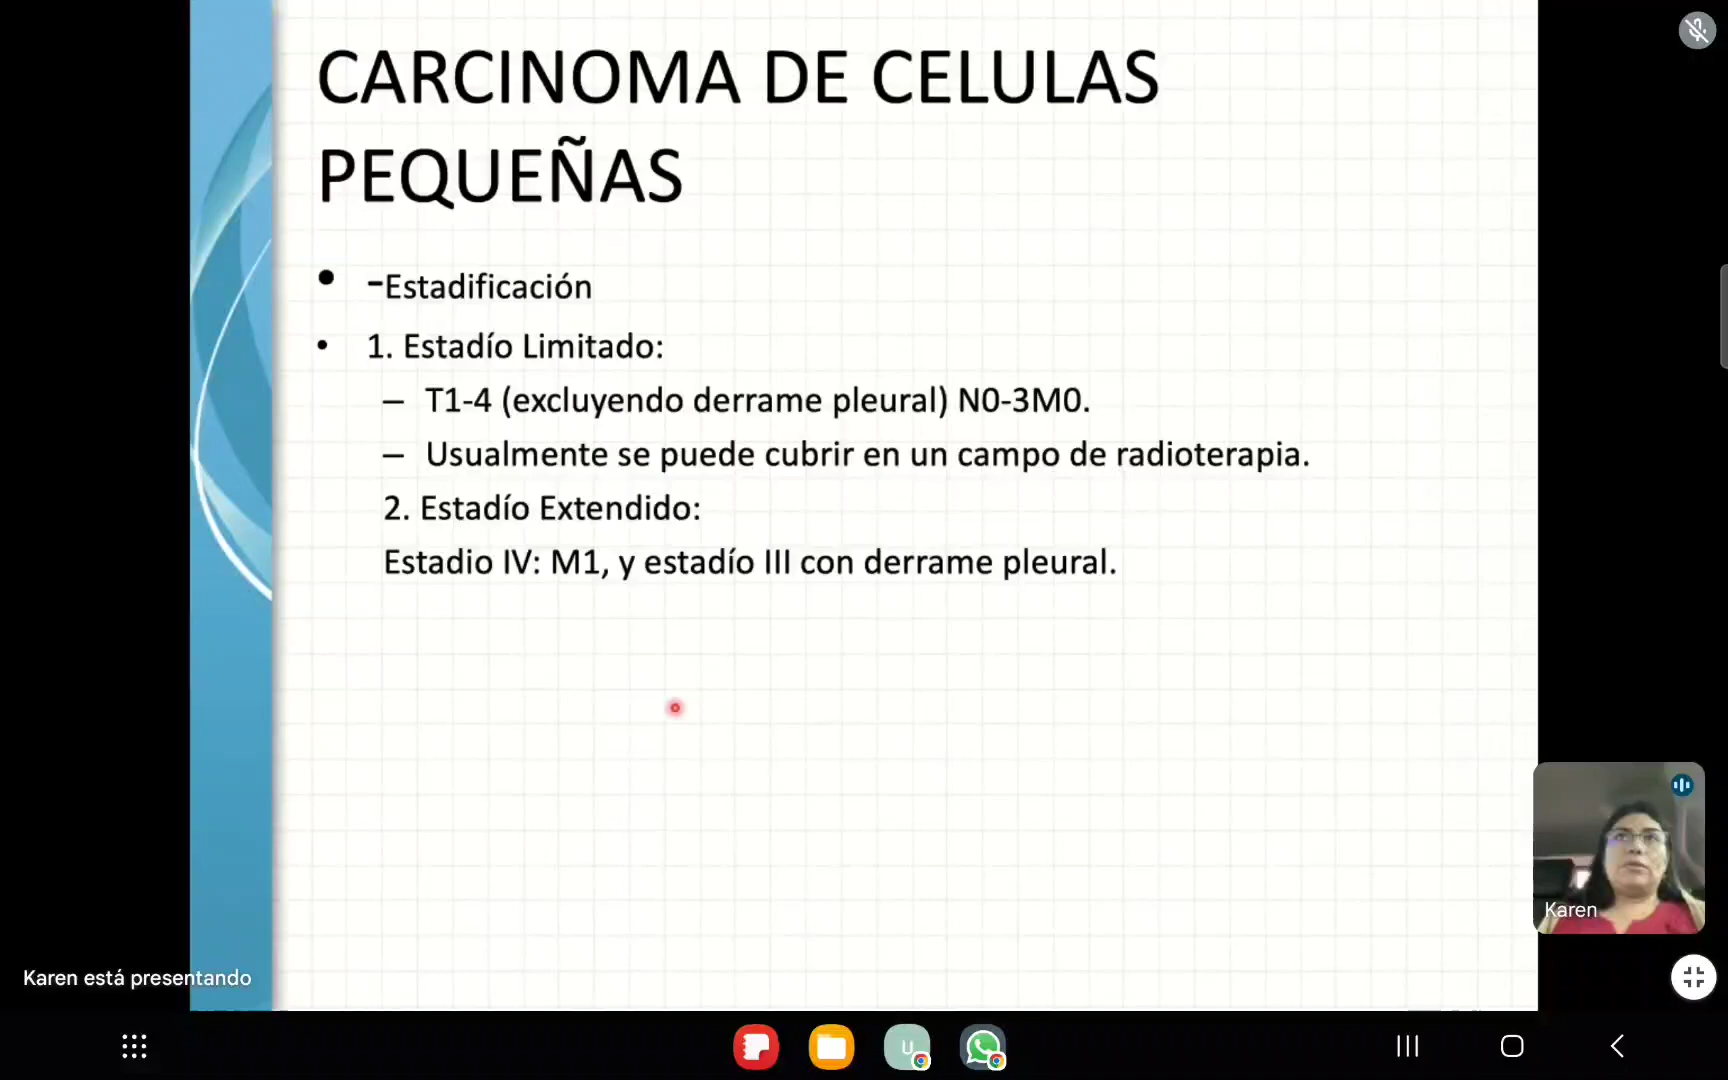 CARCINOMA DE CELULAS
PEQUEÑAS
• -Estadificación
• 1. Estadío Limitado:
– T1-4 (excluyendo derrame pleural) N0-3M0.
– Usualmente se puede cubrir en un campo de radioterapia.
2. Estadío Extendido:
Estadio IV: M1, y estadío III con derrame pleural.
Karen
Karen está presentando
U